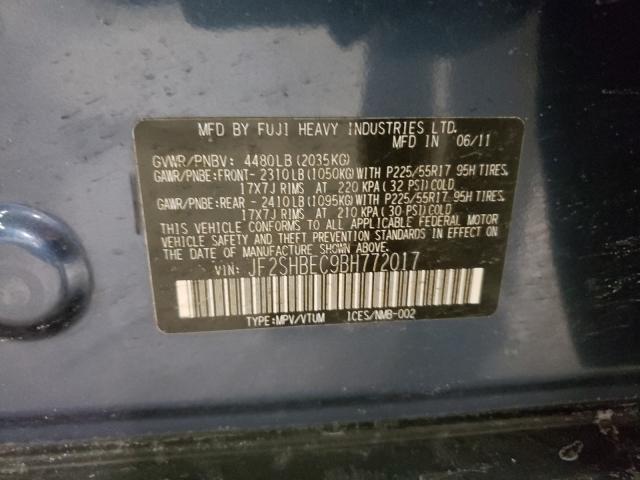 MFD BY FUJI HEAVY INDUSTRIES LTD.
MFD IN 06/11
GVWR/PNBV: 4480LB(2035KG)
GAWR/PNBE:FRONT- 2310LB(1050KG)WITH P225/55R17 95H TIRES,
17X7J RIMS AT 220 KPA(32 PSI)COLD
GAWR/PNBE:REAR - 2410LB(1095KG)WITH P225/55R17 95H TIRES,
17X7J RIMS AT 210 KPA(30 PSI)COLD
THIS VEHICLE CONFORMS TO ALL APPLICABLE FEDERAL MOTOR
VEHICLE SAFETY AND THEFT PREVENTION STANDARDS IN EFFECT ON
THE DATE OF MANUFACTURE SHOWN ABOVE.
VIN: JF2SHBEC9BH772017
TYPE:MPV/VTUM ICES/NMB-002